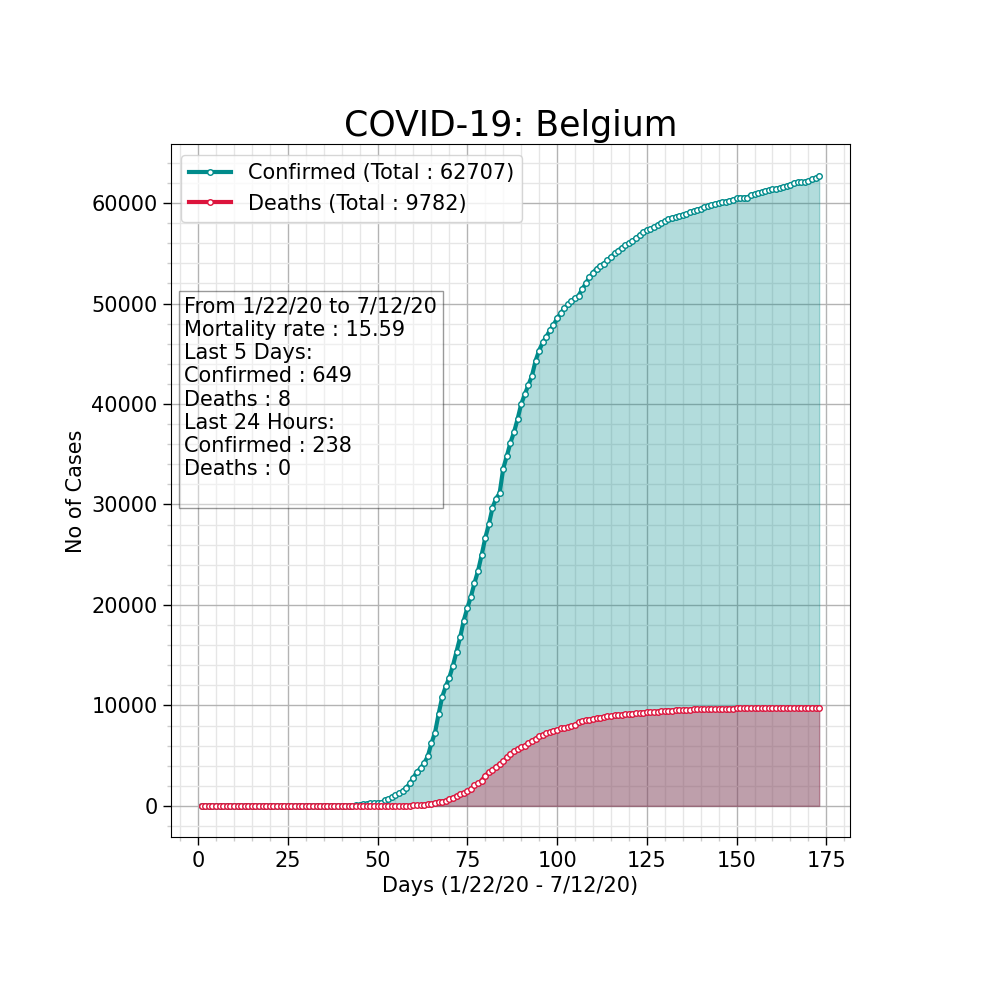 COVID-19: Belgium
Confirmed (Total : 62707)
Deaths (Total : 9782)
From 1/22/20 to 7/12/20
Mortality rate : 15.59
Last 5 Days:
Confirmed : 649
Deaths : 8
Last 24 Hours:
Confirmed : 238
Deaths : 0
No of Cases
60000
50000
40000
30000
20000
10000
0
0 25 50 75 100 125 150 175
Days (1/22/20 - 7/12/20)